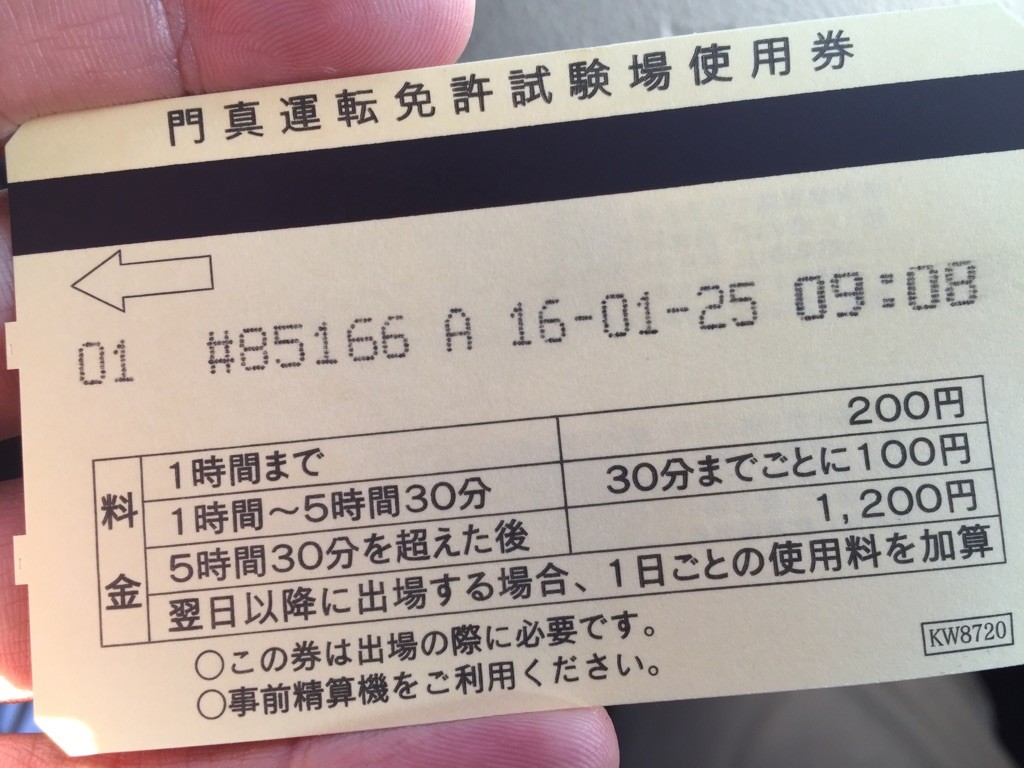 門真運転免許試験場使用券
01 #85166 A 16-01-25 09:08
料金
1時間まで 200円
1時間～5時間30分 30分までごとに100円
5時間30分を超えた後 1,200円
翌日以降に出場する場合、1日ごとの使用料を加算
○この券は出場の際に必要です。
○事前精算機をご利用ください。
KW8720